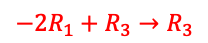 −2R₁ + R₃ → R₃